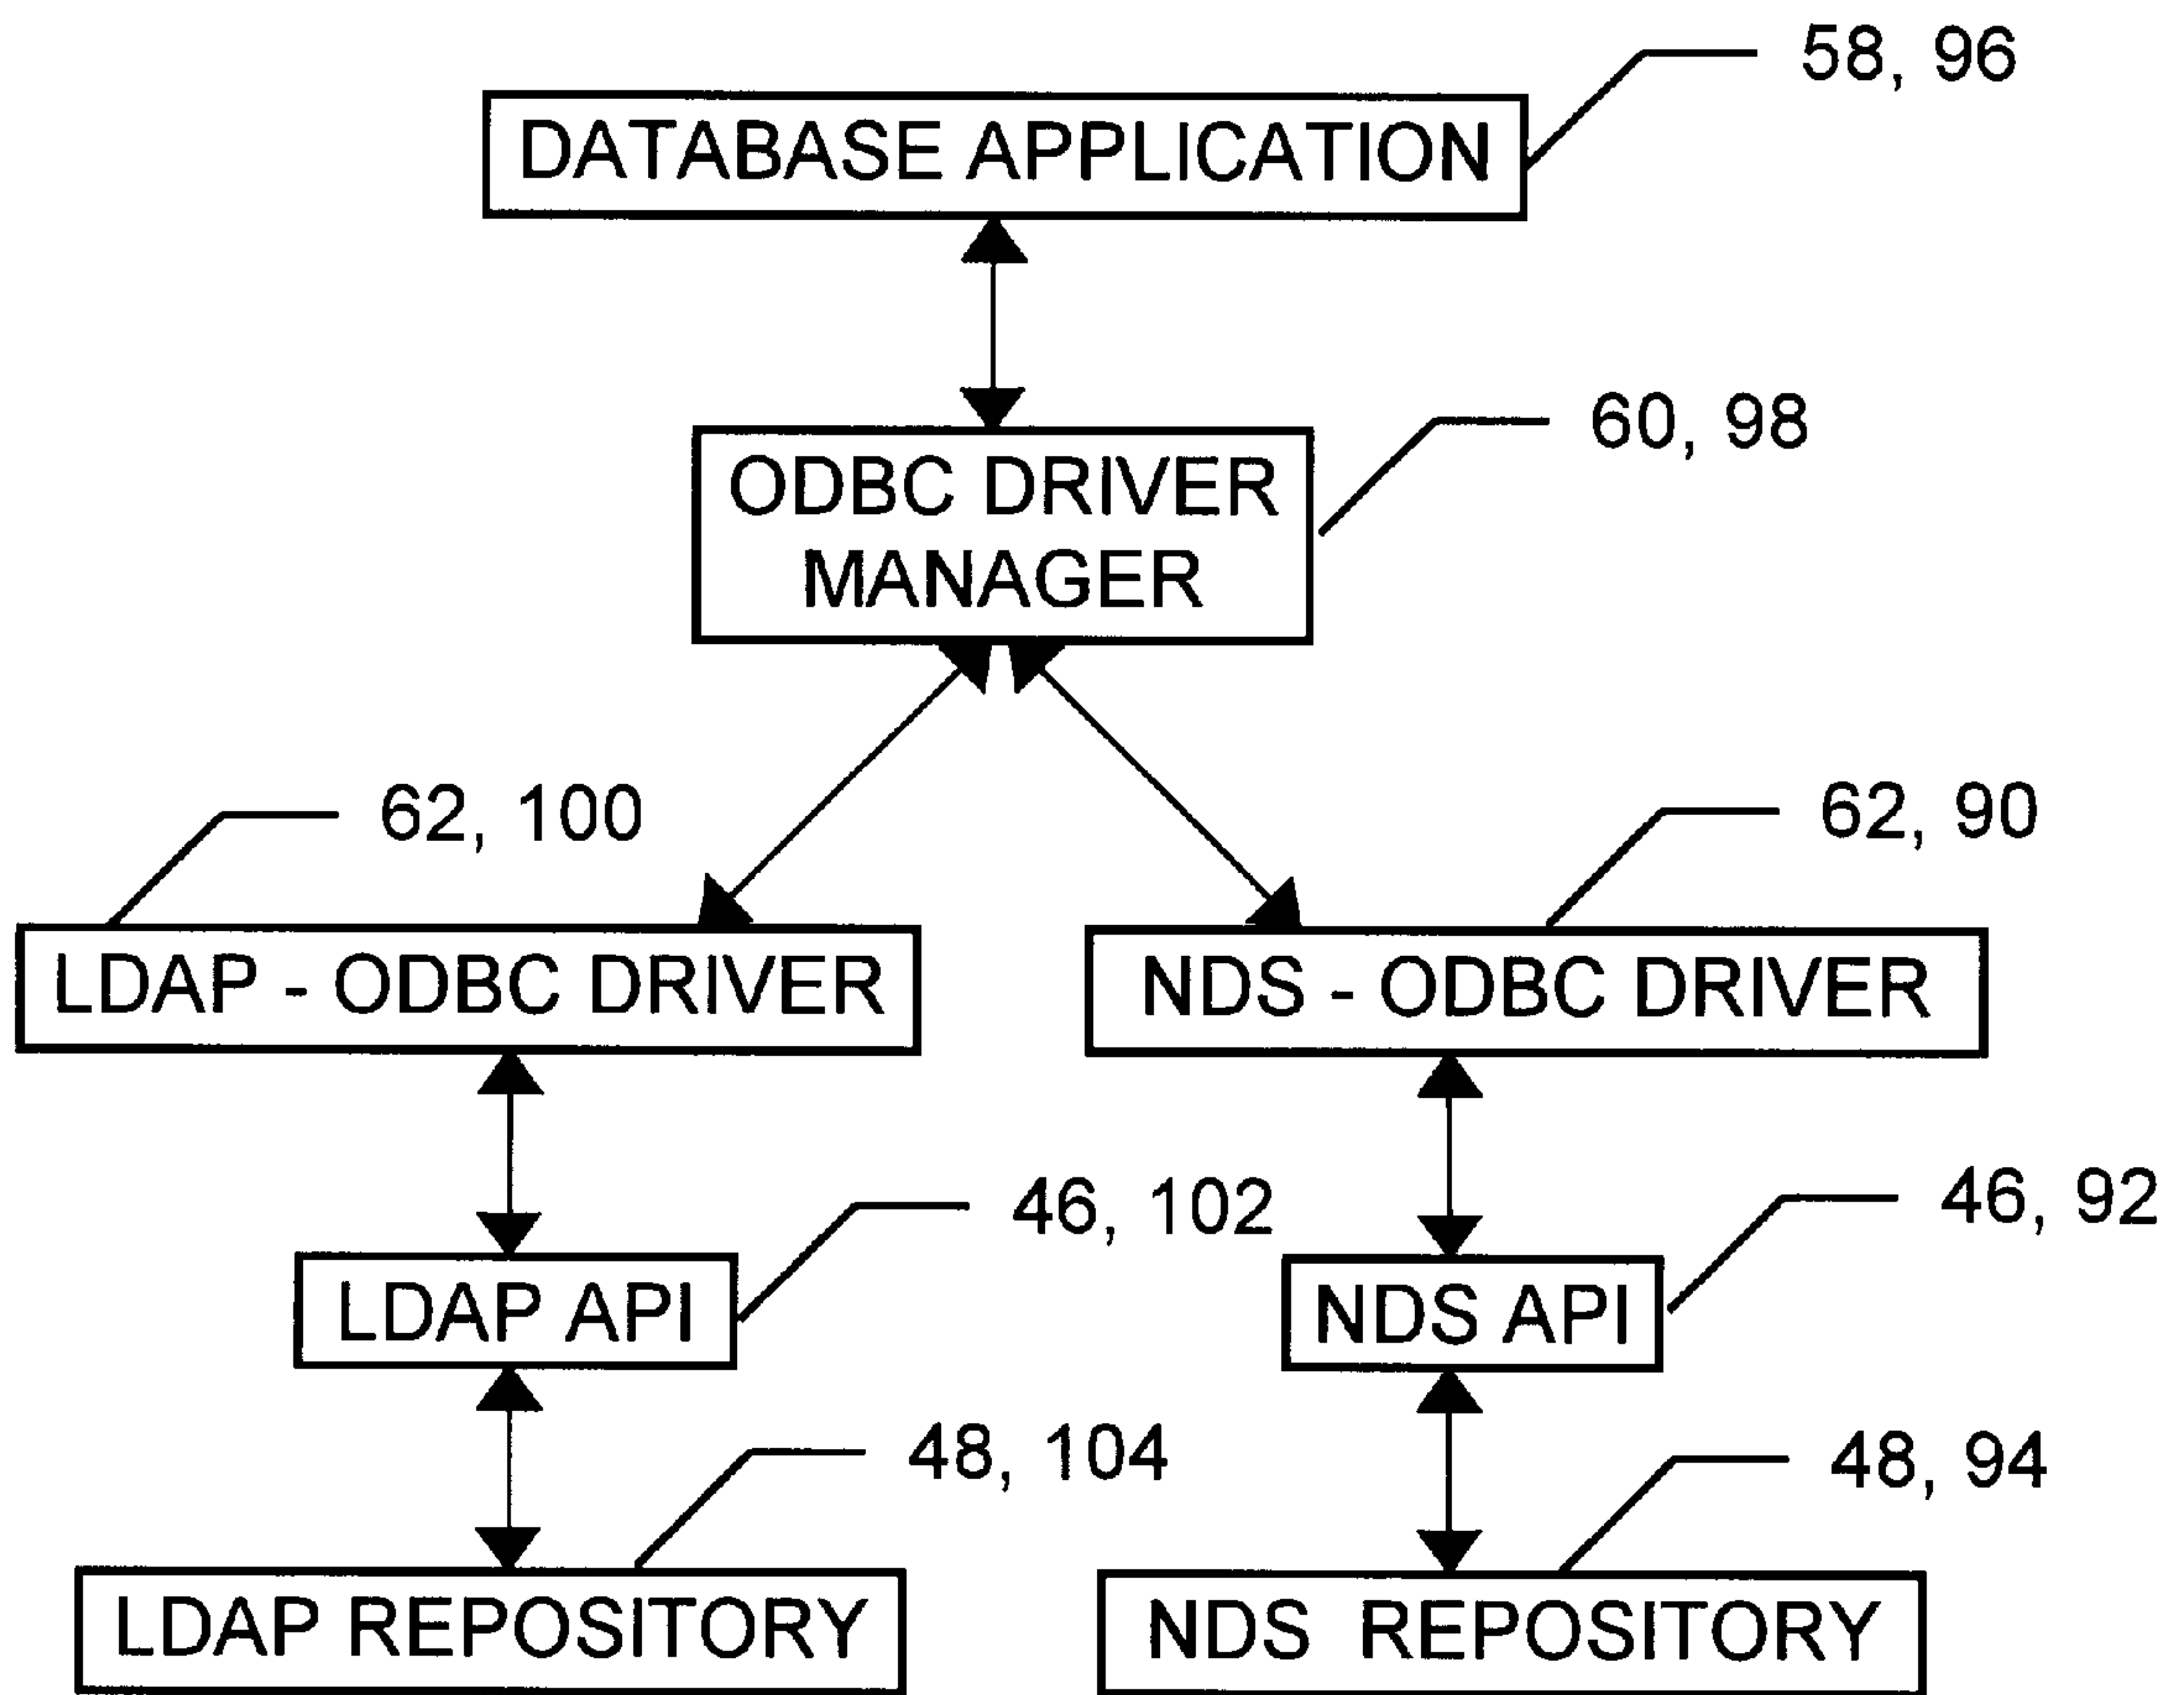 58, 96
DATABASE APPLICATION
60, 98
ODBC DRIVER
MANAGER
62, 100
62, 90
LDAP - ODBC DRIVER
NDS - ODBC DRIVER
46, 102
46, 92
LDAP API
NDS API
48, 104
48, 94
LDAP REPOSITORY
NDS REPOSITORY